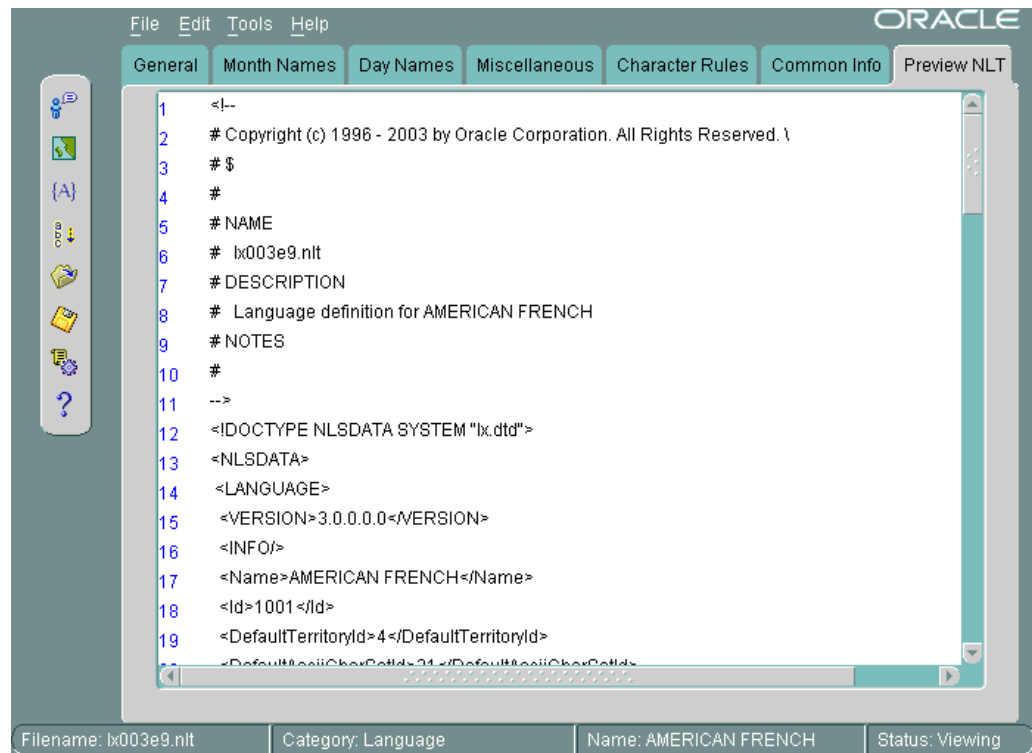 File Edit Tools Help
ORACLE
General Month Names Day Names Miscellaneous Character Rules Common Info Preview NLT
{A}
a
b
c
?
1 <!--
2 # Copyright (c) 1996 - 2003 by Oracle Corporation. All Rights Reserved. \
3 # $
4 #
5 # NAME
6 # lx003e9.nlt
7 # DESCRIPTION
8 # Language definition for AMERICAN FRENCH
9 # NOTES
10 #
11 -->
12 <!DOCTYPE NLSDATA SYSTEM "lx.dtd">
13 <NLSDATA>
14 <LANGUAGE>
15 <VERSION>3.0.0.0.0</VERSION>
16 <INFO/>
17 <Name>AMERICAN FRENCH</Name>
18 <Id>1001</Id>
19 <DefaultTerritoryId>4</DefaultTerritoryId>
<DefaultAsciiCharSetId>31</DefaultAsciiCharSetId>
Filename: lx003e9.nlt Category: Language Name: AMERICAN FRENCH Status: Viewing